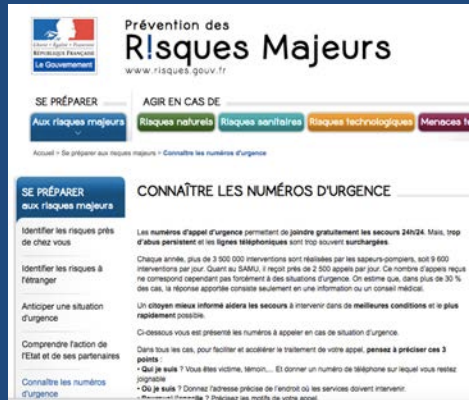 Prévention des
R!sques Majeurs
www.risques.gouv.fr
Liberté • Égalité • Fraternité
RÉPUBLIQUE FRANÇAISE
Le Gouvernement
SE PRÉPARER
AGIR EN CAS DE
Aux risques majeurs
Risques naturels
Risques sanitaires
Risques technologiques
Menaces t
Accueil > Se préparer aux risques majeurs > Connaître les numéros d'urgence
SE PRÉPARER
aux risques majeurs
Identifier les risques près
de chez vous
Identifier les risques à
l'étranger
Anticiper une situation
d'urgence
Comprendre l'action de
l'Etat et de ses partenaires
Connaître les numéros
d'urgence
CONNAÎTRE LES NUMÉROS D'URGENCE
Les numéros d'appel d'urgence permettent de joindre gratuitement les secours 24h/24. Mais, trop
d'abus persistent et les lignes téléphoniques sont trop souvent surchargées.
Chaque année, plus de 3 500 000 interventions sont réalisées par les sapeurs-pompiers, soit 9 600
interventions par jour. Quant au SAMU, il reçoit près de 2 500 appels par jour. Ce nombre d'appels reçus
ne correspond cependant pas forcément à des situations d'urgence. On estime que, dans plus de 30 %
des cas, la réponse apportée consiste seulement en une information ou un conseil médical.
Un citoyen mieux informé aidera les secours à intervenir dans de meilleures conditions et le plus
rapidement possible.
Ci-dessous vous est présenté les numéros à appeler en cas de situation d'urgence.
Dans tous les cas, pour faciliter et accélérer le traitement de votre appel, pensez à préciser ces 3
points :
• Qui je suis ? Vous êtes victime, témoin,... Et donner un numéro de téléphone sur lequel vous restez
joignable
• Où je suis ? Donnez l'adresse précise de l'endroit où les services doivent intervenir.
• Pourquoi j'appelle ? Précisez les motifs de votre appel.